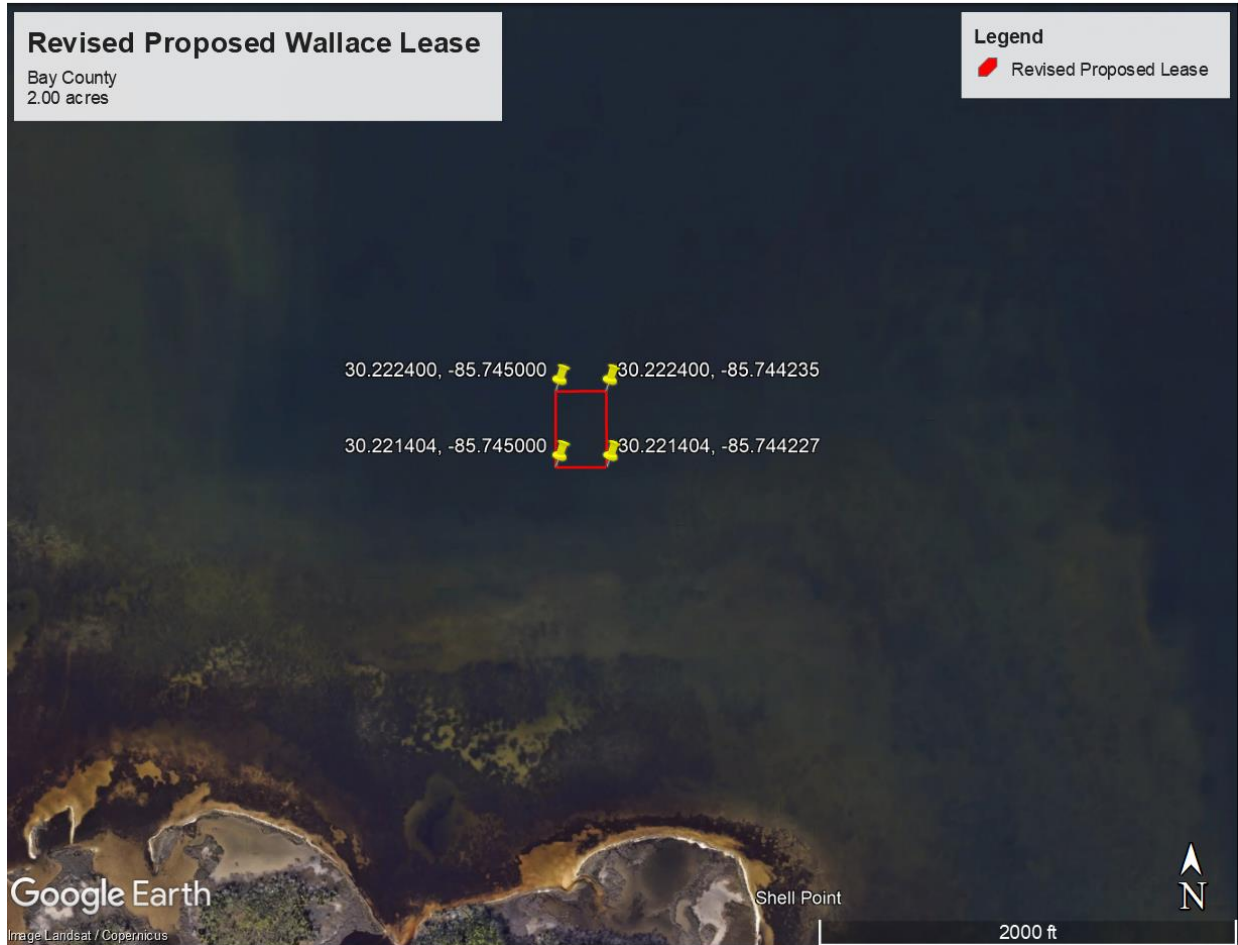 Revised Proposed Wallace Lease
Bay County
2.00 acres
Legend
Revised Proposed Lease
30.222400, -85.745000
30.222400, -85.744235
30.221404, -85.745000
30.221404, -85.744227
Shell Point
N
Google Earth
2000 ft
Image Landsat / Copernicus